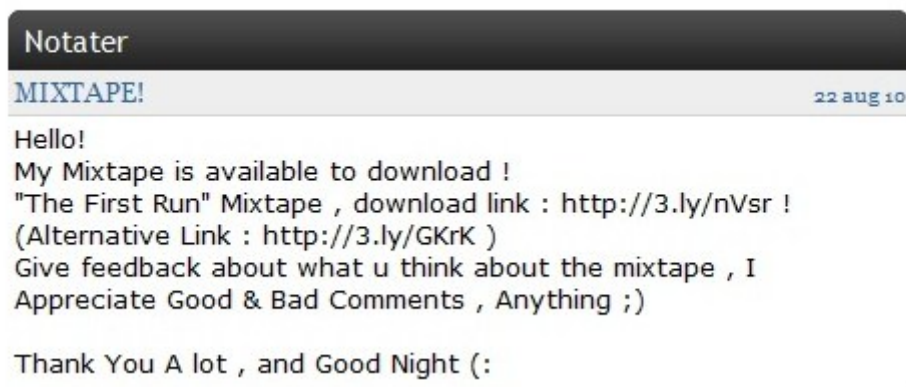 Notater
MIXTAPE! 22 aug 10
Hello!
My Mixtape is available to download !
"The First Run" Mixtape , download link : http://3.ly/nVsr !
(Alternative Link : http://3.ly/GKrK )
Give feedback about what u think about the mixtape , I
Appreciate Good & Bad Comments , Anything ;)
Thank You A lot , and Good Night (: